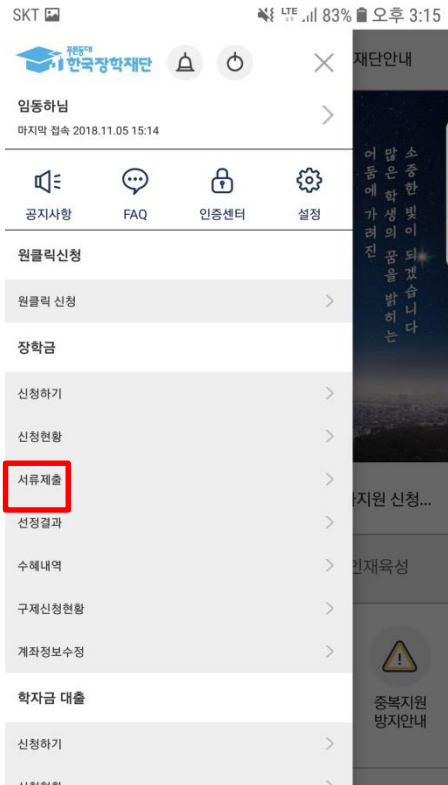 SKT LTE 83% 오후 3:15
푸른등대
한국장학재단
재단안내
임동하님
마지막 접속 2018.11.05 15:14
공지사항 FAQ 인증센터 설정
소중한 빛이 되겠습니다
많은 학생의 꿈을 밝히는
어둠에 가려진
원클릭신청
원클릭 신청
장학금
신청하기
신청현황
서류제출
지원 신청...
선정결과
수혜내역
인재육성
구제신청현황
계좌정보수정
학자금 대출
중복지원
방지안내
신청하기